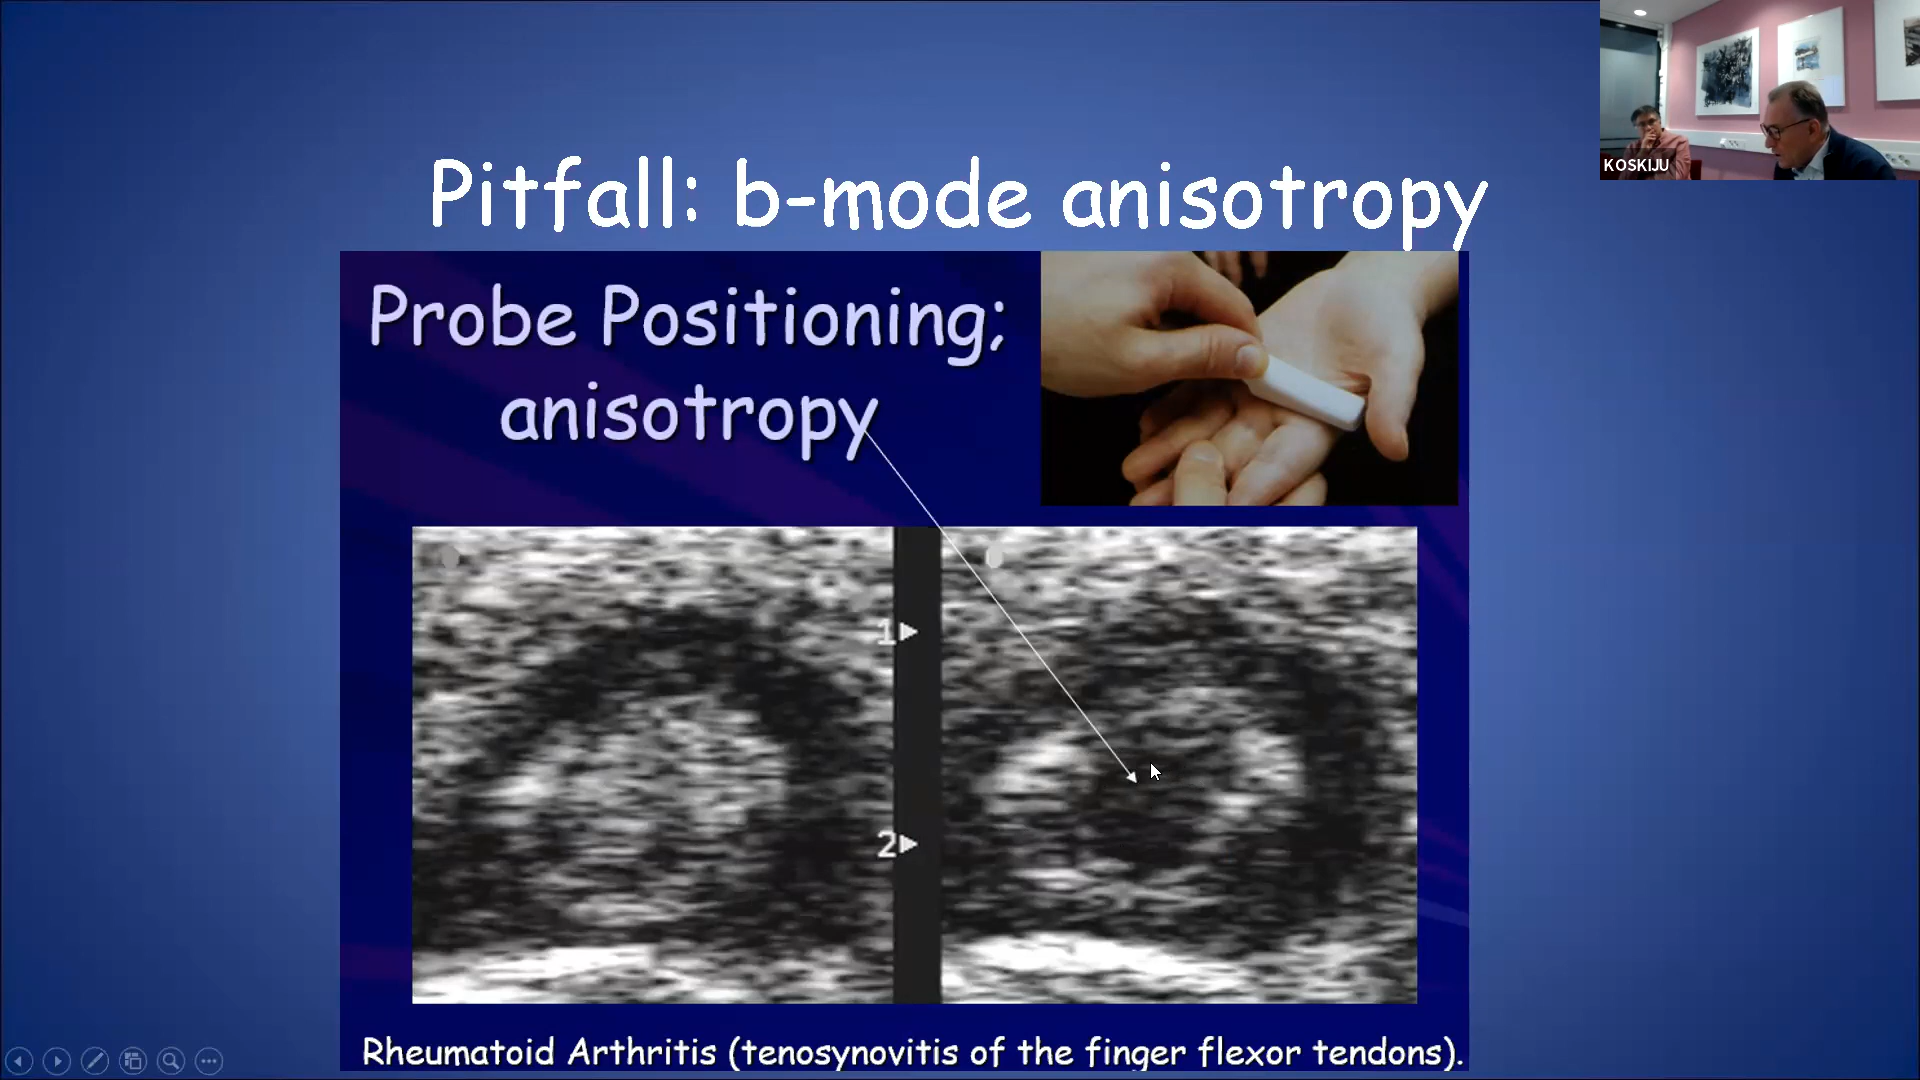 KOSKIJU
Pitfall: b-mode anisotropy
Probe Positioning;
anisotropy
1
2
Rheumatoid Arthritis (tenosynovitis of the finger flexor tendons).